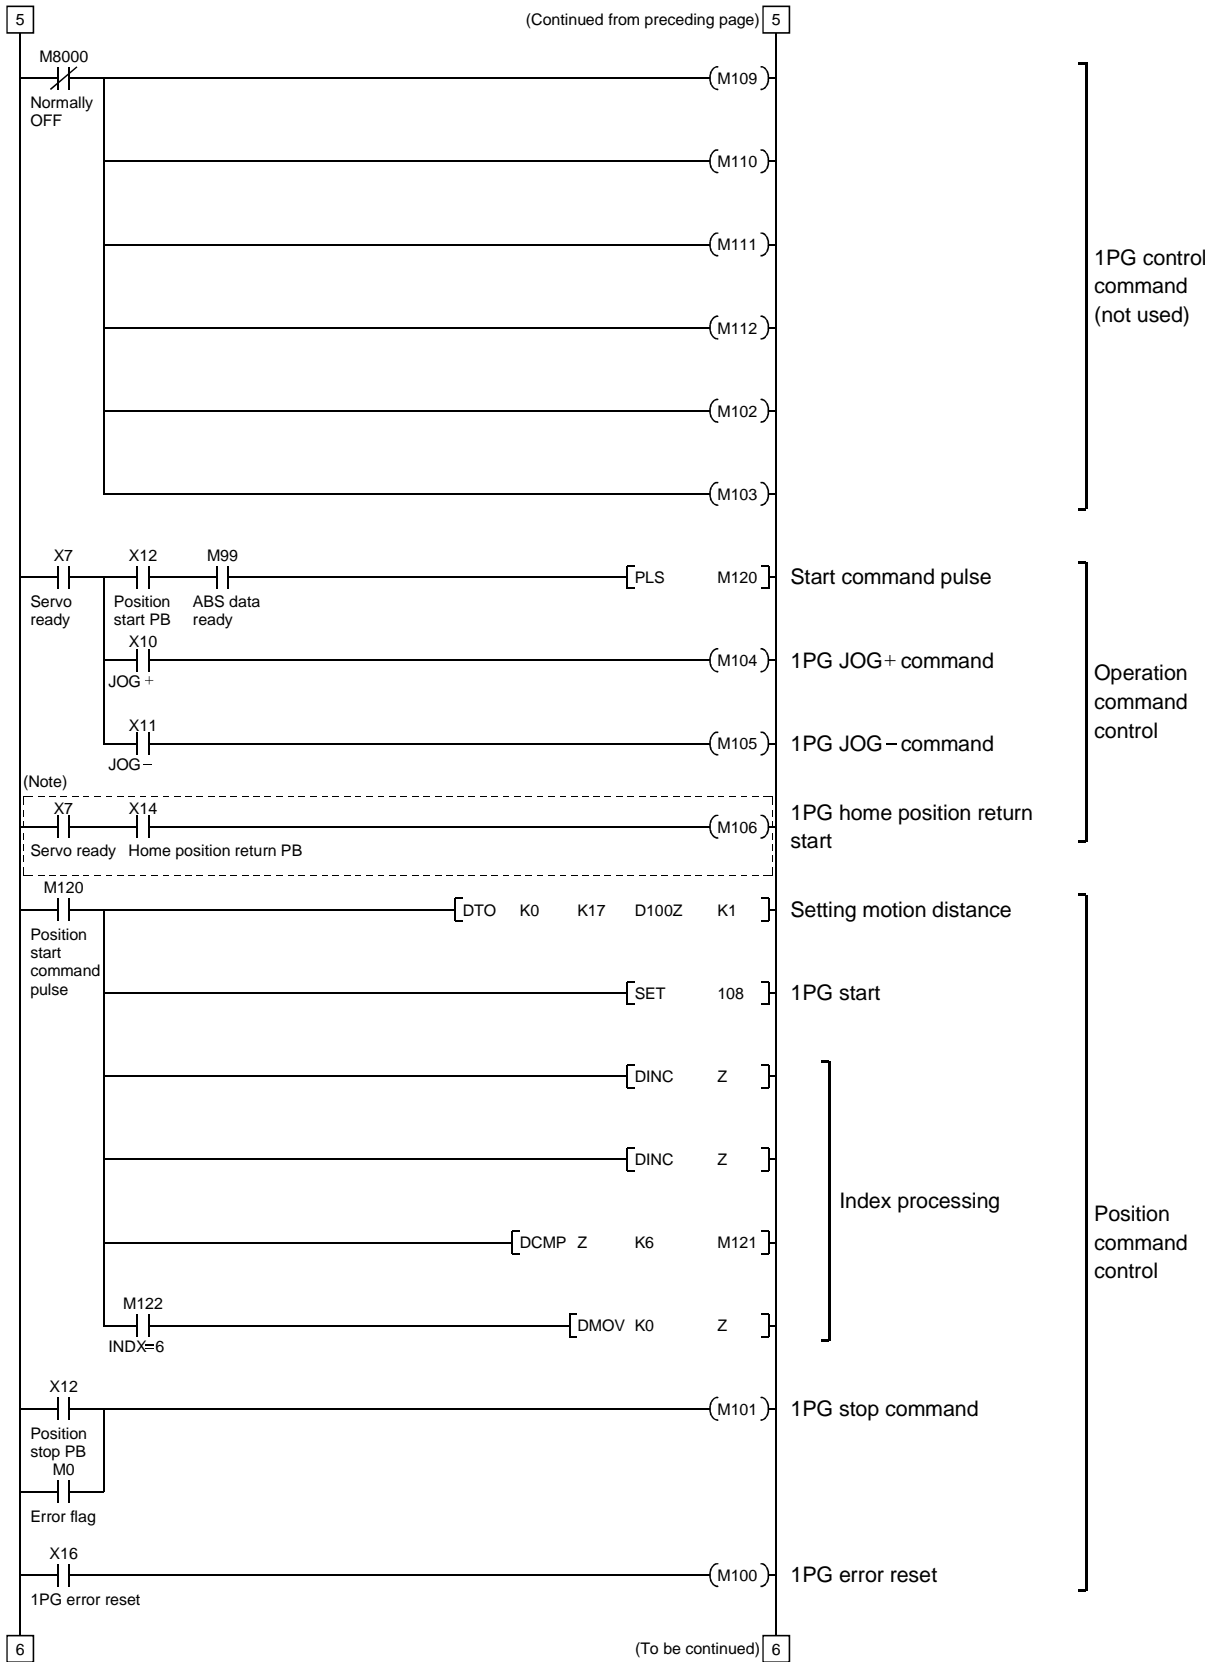 5 (Continued from preceding page) 5
M8000
(M109)
Normally
OFF
(M110)
(M111)
1PG control
command
(not used)
(M112)
(M102)
(M103)
X7 X12 M99
[PLS M120] Start command pulse
Servo
ready
Position
start PB
ABS data
ready
X10
(M104) 1PG JOG+ command
JOG+
Operation
command
control
X11
(M105) 1PG JOG− command
JOG−
(Note)
X7 X14
(M106) 1PG home position return
start
Servo ready Home position return PB
M120
[DTO K0 K17 D100Z K1] Setting motion distance
Position
start
command
pulse
[SET 108] 1PG start
[DINC Z]
[DINC Z]
Index processing
Position
command
control
[DCMP Z K6 M121]
M122
[DMOV K0 Z]
INDX=6
X12
(M101) 1PG stop command
Position
stop PB
M0
Error flag
X16
(M100) 1PG error reset
1PG error reset
6 (To be continued) 6